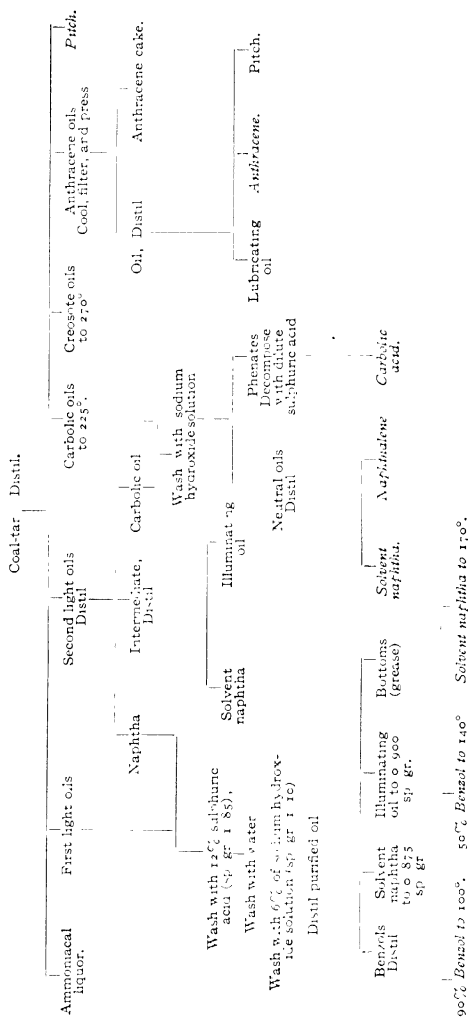 Coal-tar Distil.
Ammoniacal
liquor.
First light oils
Second light oils
Distil
Carbolic oils
to 225°.
Creosote oils
to 270°
Anthracene oils
Cool, filter, and press
Pitch.
Naphtha
Intermediate,
Distil
Carbolic oil
Oil, Distil
Anthracene cake.
Wash with sodium
hydroxide solution
Wash with 12% sulphuric
acid (sp gr 1 85),
Wash with water
Wash with 6% of sodium hydrox-
ide solution (sp gr 1 10)
Distil purified oil
Solvent
naphtha
Illuminating
oil
Neutral oils
Distil
Phenates
Decompose
with dilute
sulphuric acid
Lubricating
oil
Anthracene.
Pitch.
Benzols
Distil
Solvent
naphtha
to 0 875
sp gr
Illuminating
oil to 0 900
sp gr.
Bottoms
(grease)
Solvent
naphtha.
Naphthalene
Carbolic
acid.
90% Benzol to 100°.
50% Benzol to 140°
Solvent naphtha to 170°.